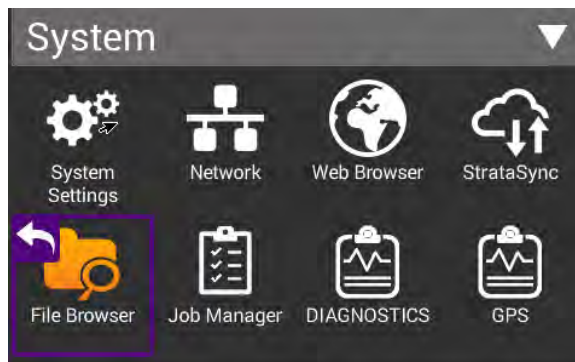 System
System
Settings
Network
Web Browser
StrataSync
File Browser
Job Manager
DIAGNOSTICS
GPS